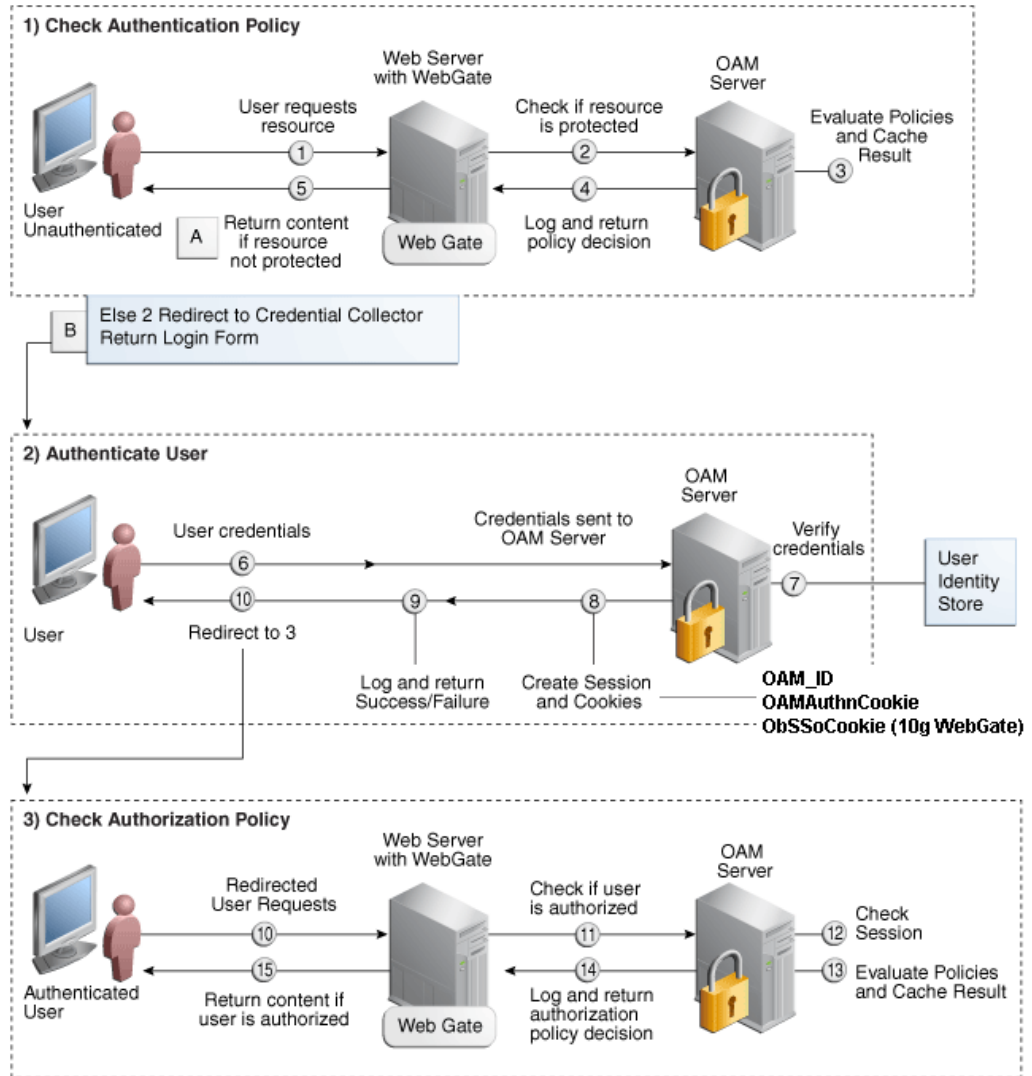 1) Check Authentication Policy
Web Server
with WebGate
OAM
Server
User requests
resource
Check if resource
is protected
Evaluate Policies
and Cache
Result
1
2
3
5
4
User
Unauthenticated
A
Return content
if resource
not protected
Web Gate
Log and return
policy decision
B
Else 2 Redirect to Credential Collector
Return Login Form
2) Authenticate User
OAM
Server
User credentials
Credentials sent to
OAM Server
Verify
credentials
User
Identity
Store
6
7
10
9
8
User
Redirect to 3
Log and return
Success/Failure
Create Session
and Cookies
OAM_ID
OAMAuthnCookie
ObSSoCookie (10g WebGate)
3) Check Authorization Policy
Web Server
with WebGate
OAM
Server
Redirected
User Requests
Check if user
is authorized
10
11
12
Check
Session
15
14
13
Evaluate Policies
and Cache Result
Authenticated
User
Return content if
user is authorized
Web Gate
Log and return
authorization
policy decision